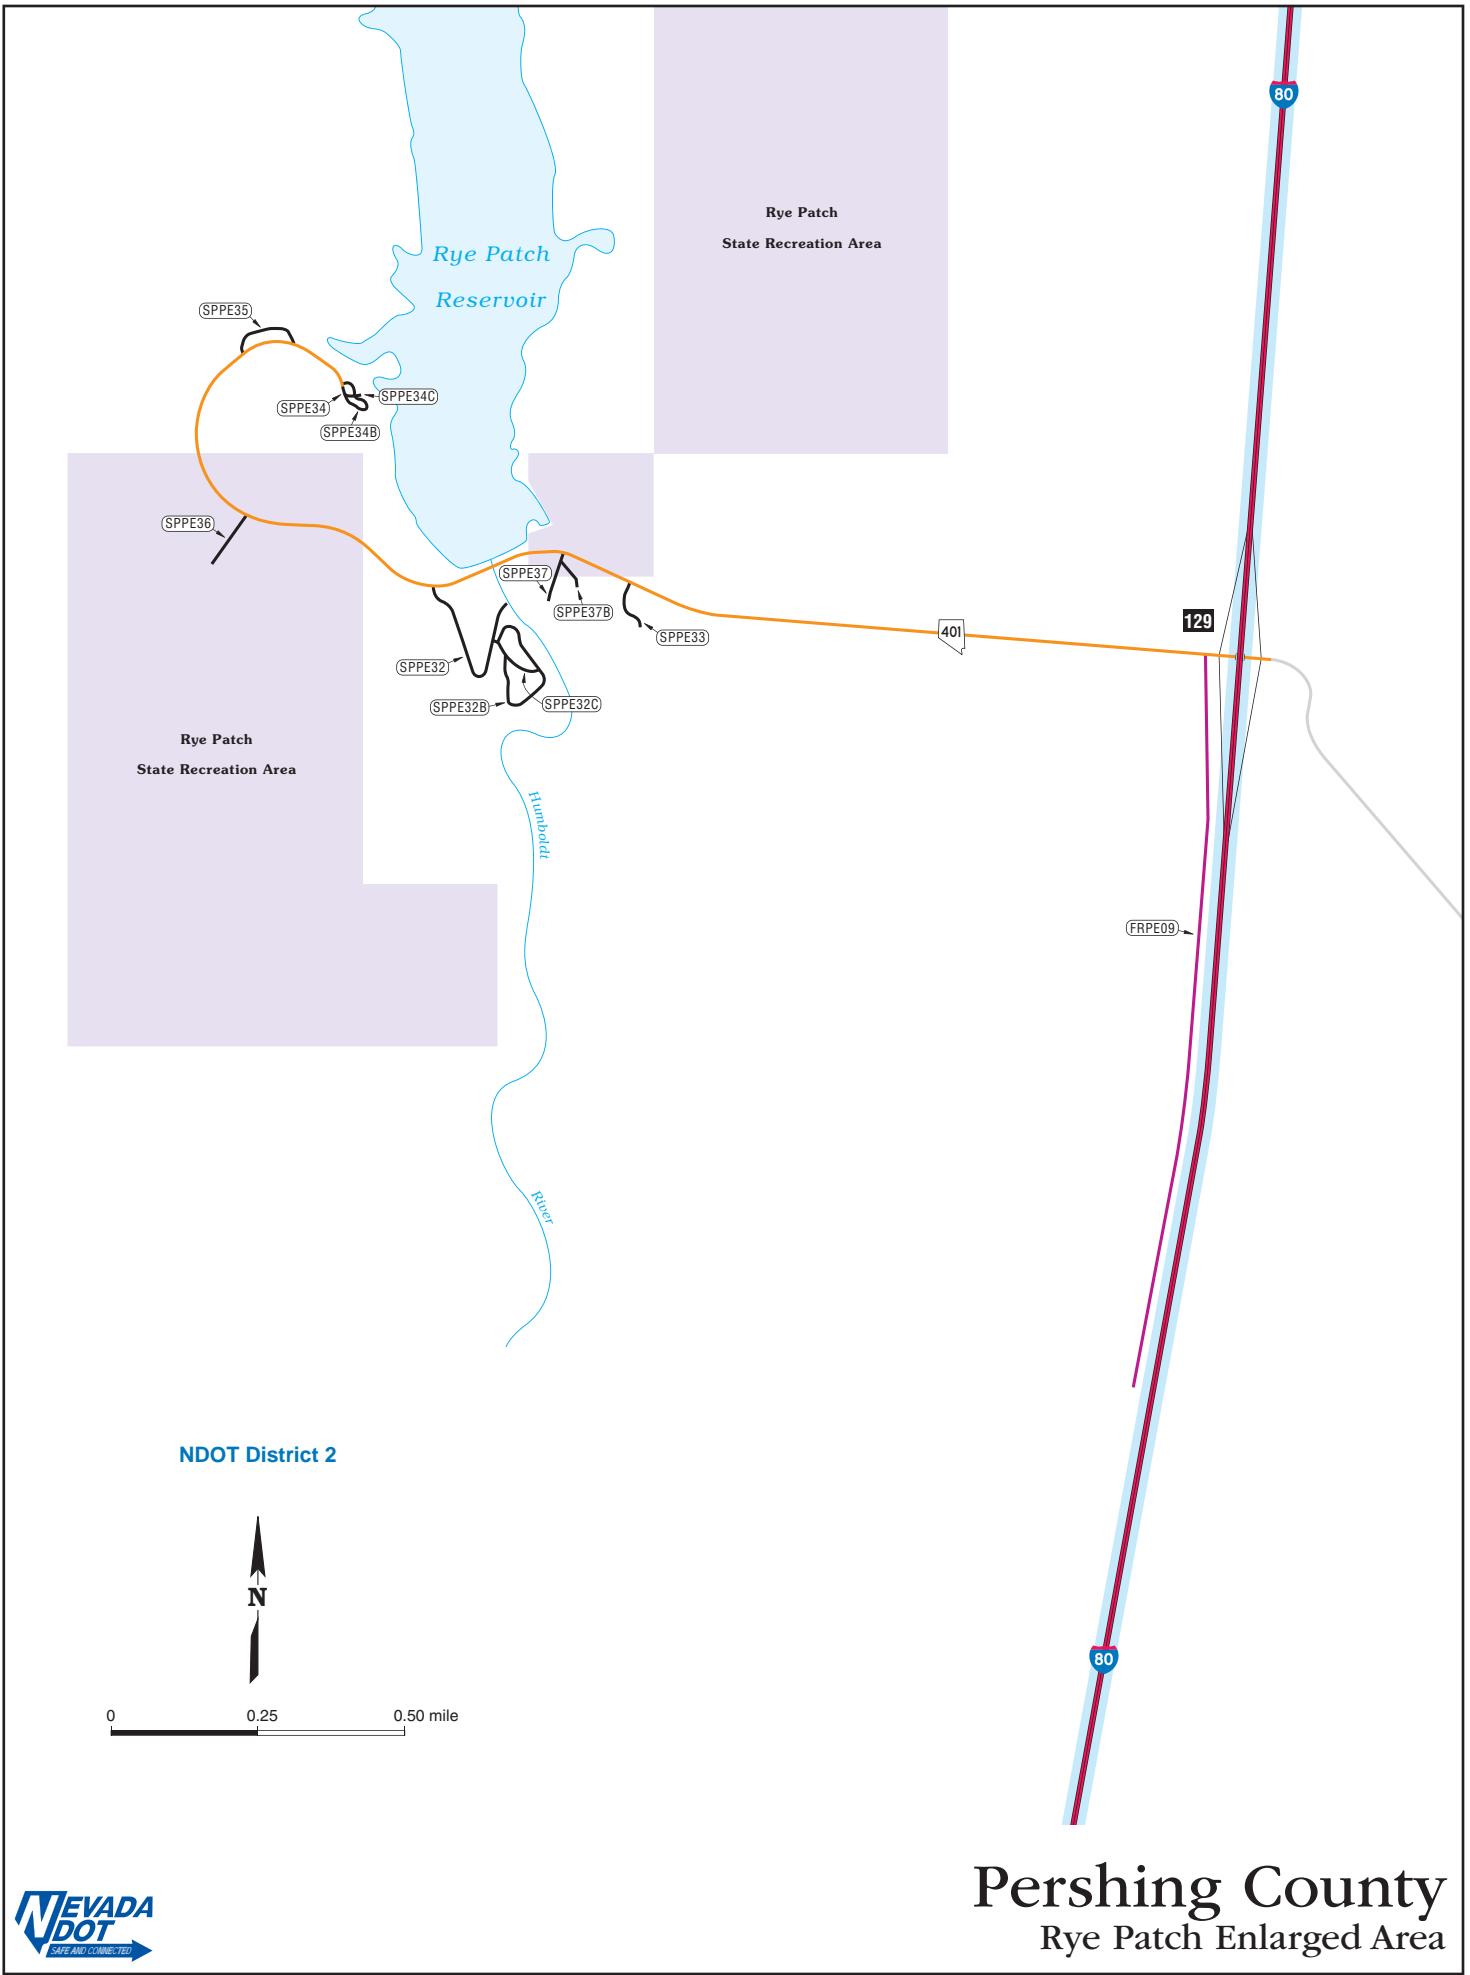 80
Rye Patch
State Recreation Area
Rye Patch
Reservoir
SPPE35
SPPE34C
SPPE34
SPPE34B
SPPE36
SPPE37
SPPE37B
129
401
SPPE33
SPPE32
SPPE32B
SPPE32C
Rye Patch
State Recreation Area
Humboldt
FRPE09
River
NDOT District 2
N
80
0 0.25 0.50 mile
Pershing County
Rye Patch Enlarged Area
NEVADA
DOT
SAFE AND CONNECTED